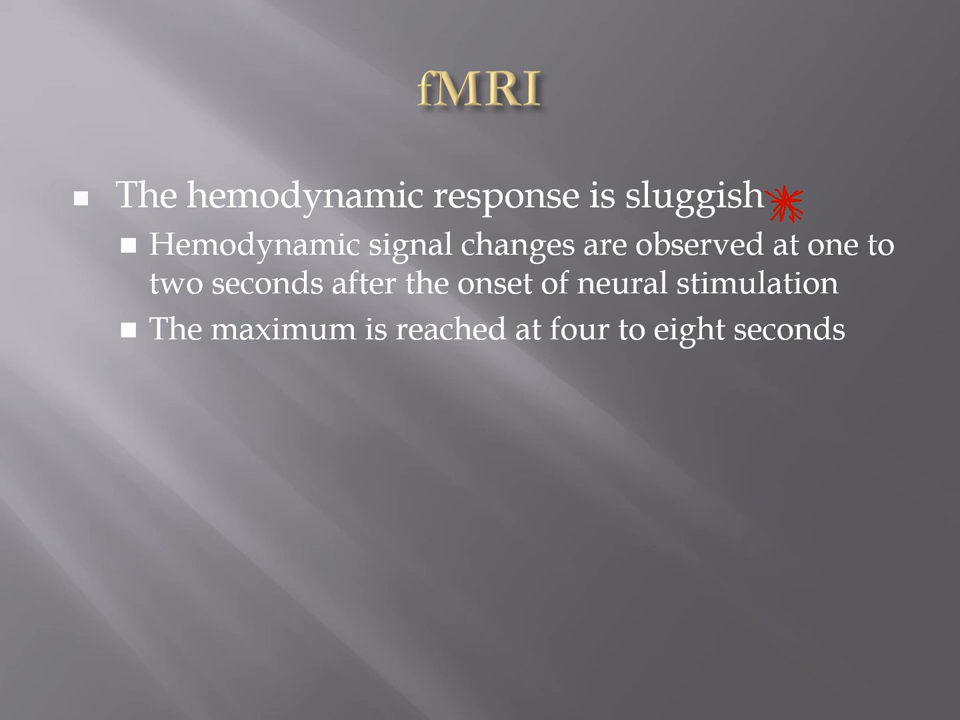 fMRI
The hemodynamic response is sluggish
Hemodynamic signal changes are observed at one to
two seconds after the onset of neural stimulation
The maximum is reached at four to eight seconds